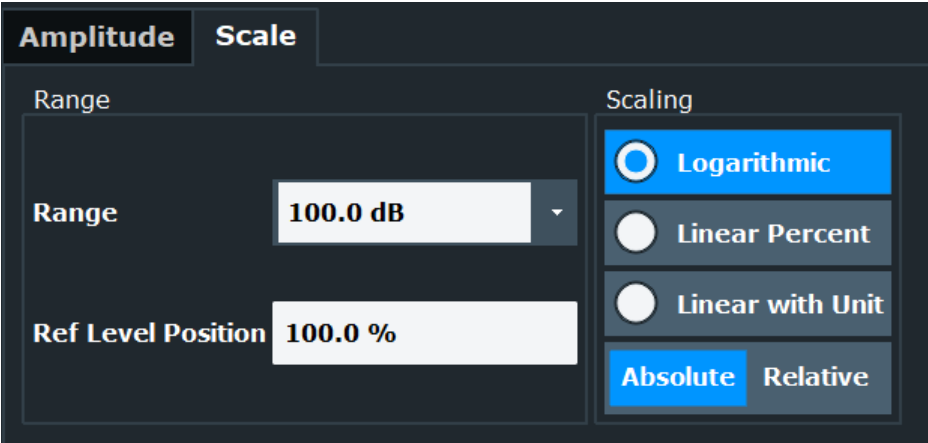 Amplitude Scale
Range
Range 100.0 dB
Ref Level Position 100.0 %
Scaling
Logarithmic
Linear Percent
Linear with Unit
Absolute Relative